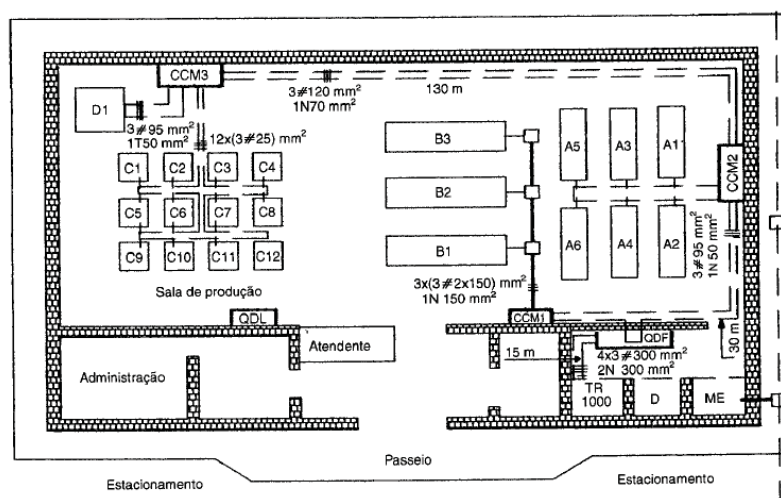 CCM3
3#120 mm²
1N70 mm²
130 m
D1
3#95 mm²
1T50 mm²
12x(3#25) mm²
C1 C2 C3 C4
C5 C6 C7 C8
C9 C10 C11 C12
B3
B2
B1
A5 A3 A11
A6 A4 A2
CCM2
3#95 mm²
1N 50 mm²
3x(3#2x150) mm²
1N 150 mm²
Sala de produção
QDL
CCM1
Atendente
Administração
15 m
QDF
4x3#300 mm²
2N 300 mm²
30 m
TR
1000
D
ME
Passeio
Estacionamento
Estacionamento